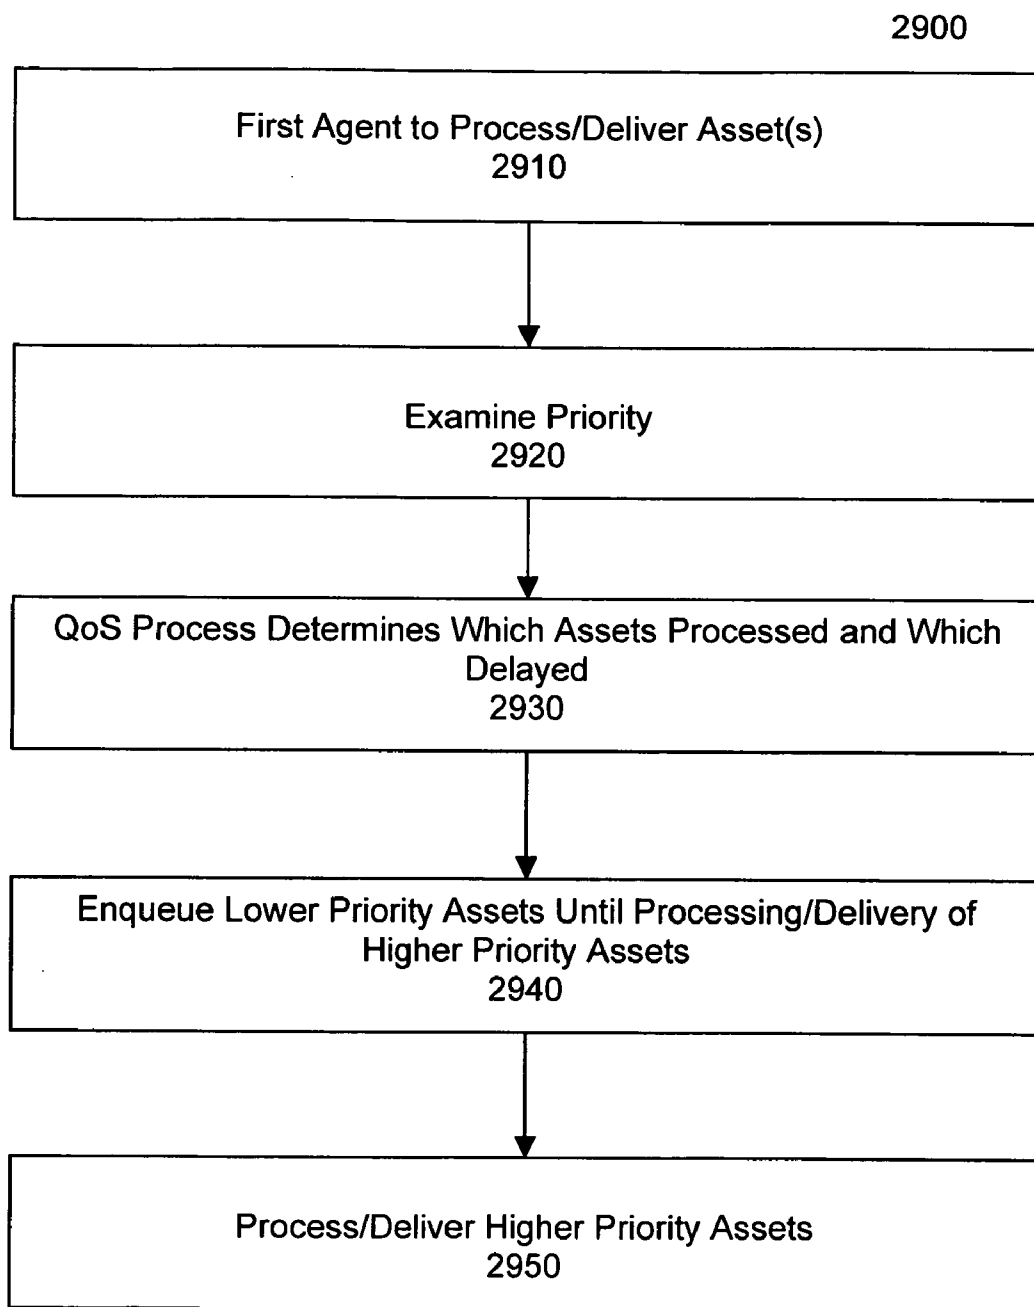 2900
First Agent to Process/Deliver Asset(s)
2910
Examine Priority
2920
QoS Process Determines Which Assets Processed and Which
Delayed
2930
Enqueue Lower Priority Assets Until Processing/Delivery of
Higher Priority Assets
2940
Process/Deliver Higher Priority Assets
2950